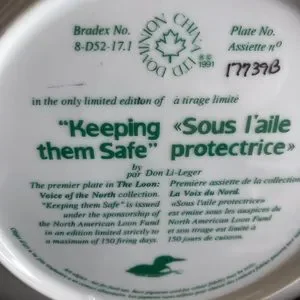 Bradex No.
8-D52-17.1
DOMINION CHINA LTD
© 1991
Plate No.
Assiette nº
17739B
in the only limited edition of à tirage limité
"Keeping them Safe"
«Sous l'aile protectrice»
by
par Don Li-Leger
The premier plate in The Loon:
Voice of the North collection.
"Keeping them Safe" is issued
under the sponsorship of the
North American Loon Fund
in an edition limited strictly to
a maximum of 150 firing days.
Première assiette de la collection
La Voix du Nord.
«Sous l'aile protectrice»
est émise sous les auspices du
North American Loon Fund
et son tirage est limité à
150 jours de cuisson.